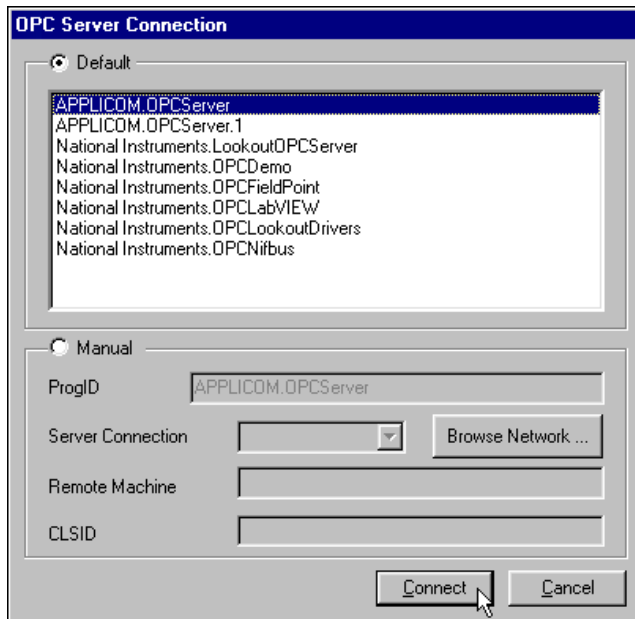 OPC Server Connection
Default
APPLICOM.OPCServer
APPLICOM.OPCServer.1
National Instruments.LookoutOPCServer
National Instruments.OPCDemo
National Instruments.OPCFieldPoint
National Instruments.OPCLabVIEW
National Instruments.OPCLookoutDrivers
National Instruments.OPCNifbus
Manual
ProgID APPLICOM.OPCServer
Server Connection Browse Network ...
Remote Machine
CLSID
Connect Cancel